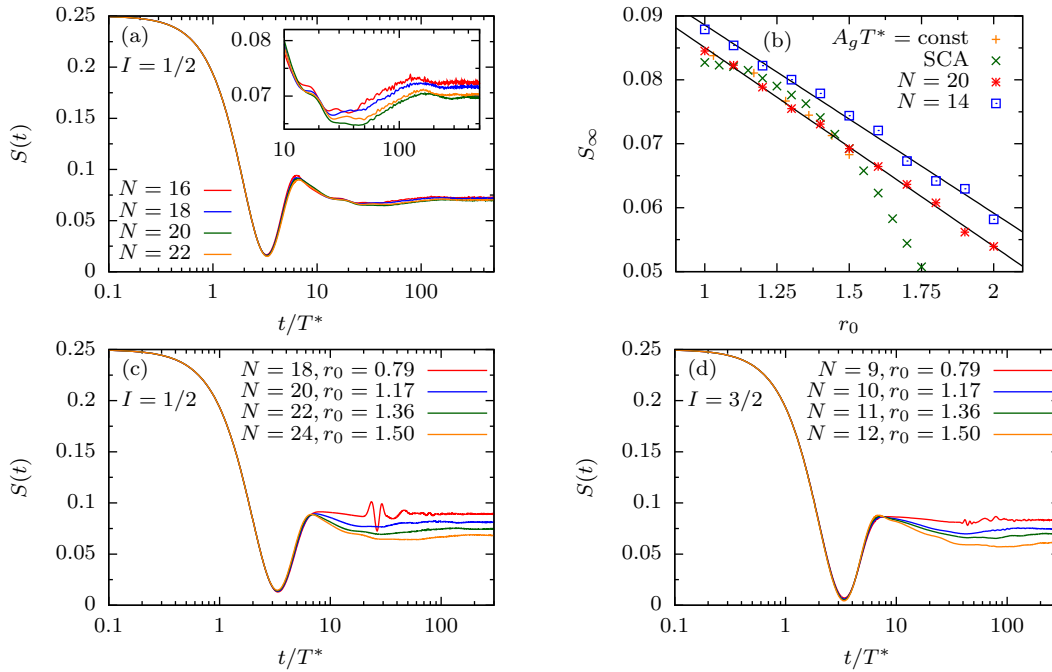 (a)
I = 1/2
S(t)
0.25
0.20
0.15
0.10
0.05
0
0.08
0.07
10
100
N = 16
N = 18
N = 20
N = 22
0.1
1
10
100
t/T*
(b)
A_gT* = const
SCA
N = 20
N = 14
S_∞
0.09
0.08
0.07
0.06
0.05
1
1.25
1.5
1.75
2
r_0
(c)
I = 1/2
N = 18, r_0 = 0.79
N = 20, r_0 = 1.17
N = 22, r_0 = 1.36
N = 24, r_0 = 1.50
S(t)
0.25
0.20
0.15
0.10
0.05
0
0.1
1
10
100
t/T*
(d)
I = 3/2
N = 9, r_0 = 0.79
N = 10, r_0 = 1.17
N = 11, r_0 = 1.36
N = 12, r_0 = 1.50
S(t)
0.25
0.20
0.15
0.10
0.05
0
0.1
1
10
100
t/T*